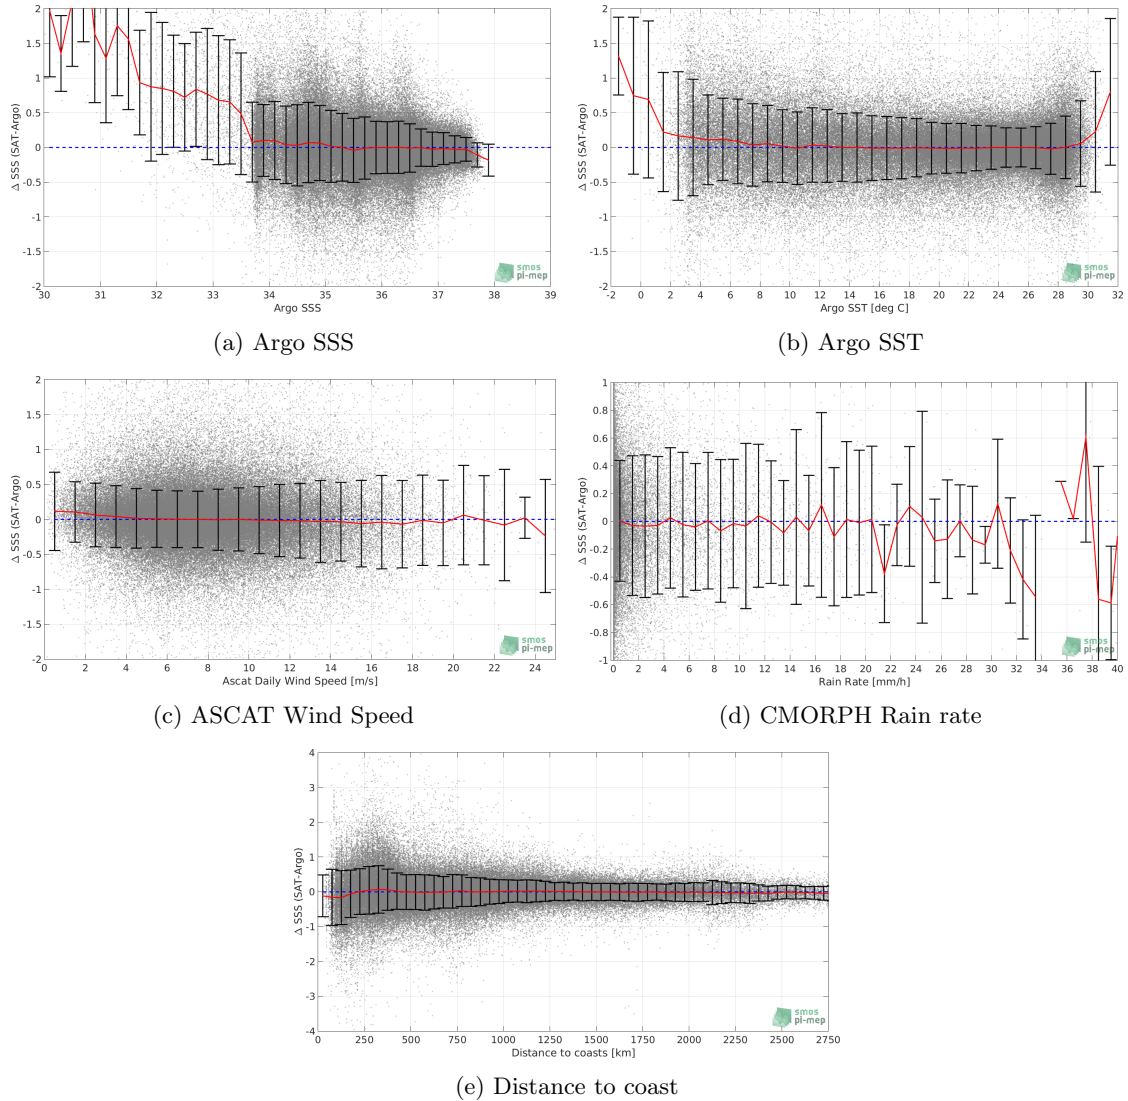 2
1.5
1
0.5
0
-0.5
-1
-1.5
-2
Δ SSS (SAT-Argo)
30 31 32 33 34 35 36 37 38 39
Argo SSS
smos
pi-mep
(a) Argo SSS
2
1.5
1
0.5
0
-0.5
-1
-1.5
-2
Δ SSS (SAT-Argo)
-2 0 2 4 6 8 10 12 14 16 18 20 22 24 26 28 30 32
Argo SST [deg C]
smos
pi-mep
(b) Argo SST
2
1.5
1
0.5
0
-0.5
-1
-1.5
-2
Δ SSS (SAT-Argo)
0 2 4 6 8 10 12 14 16 18 20 22 24
Ascat Daily Wind Speed [m/s]
smos
pi-mep
(c) ASCAT Wind Speed
1
0.8
0.6
0.4
0.2
0
-0.2
-0.4
-0.6
-0.8
-1
Δ SSS (SAT-Argo)
0 2 4 6 8 10 12 14 16 18 20 22 24 26 28 30 32 34 36 38 40
Rain Rate [mm/h]
smos
pi-mep
(d) CMORPH Rain rate
4
3
2
1
0
-1
-2
-3
-4
Δ SSS (SAT-Argo)
0 250 500 750 1000 1250 1500 1750 2000 2250 2500 2750
Distance to coasts [km]
smos
pi-mep
(e) Distance to coast